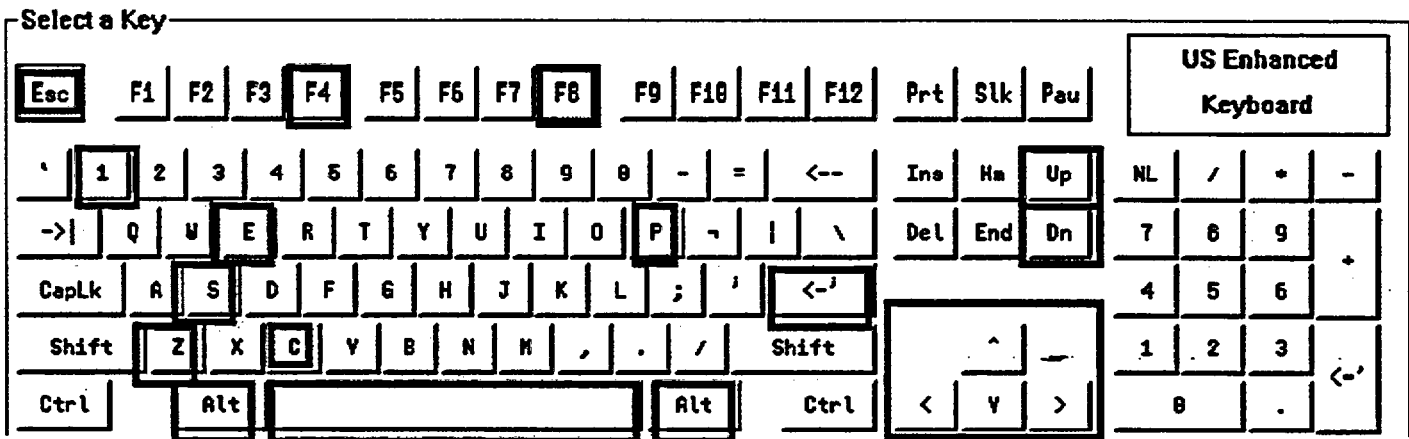 Select a Key
US Enhanced
Keyboard
Esc F1 F2 F3 F4 F5 F6 F7 F8 F9 F10 F11 F12 Prt Slk Pau
` 1 2 3 4 5 6 7 8 9 0 - = <-- Ins Hm Up NL / * -
->| Q W E R T Y U I O P ¬ | \ Del End Dn 7 8 9 +
CapLk A S D F G H J K L ; ' <-' 4 5 6
Shift Z X C V B N M , . / Shift ^ 1 2 3 <-'
Ctrl Alt Alt Ctrl < V > 0 .